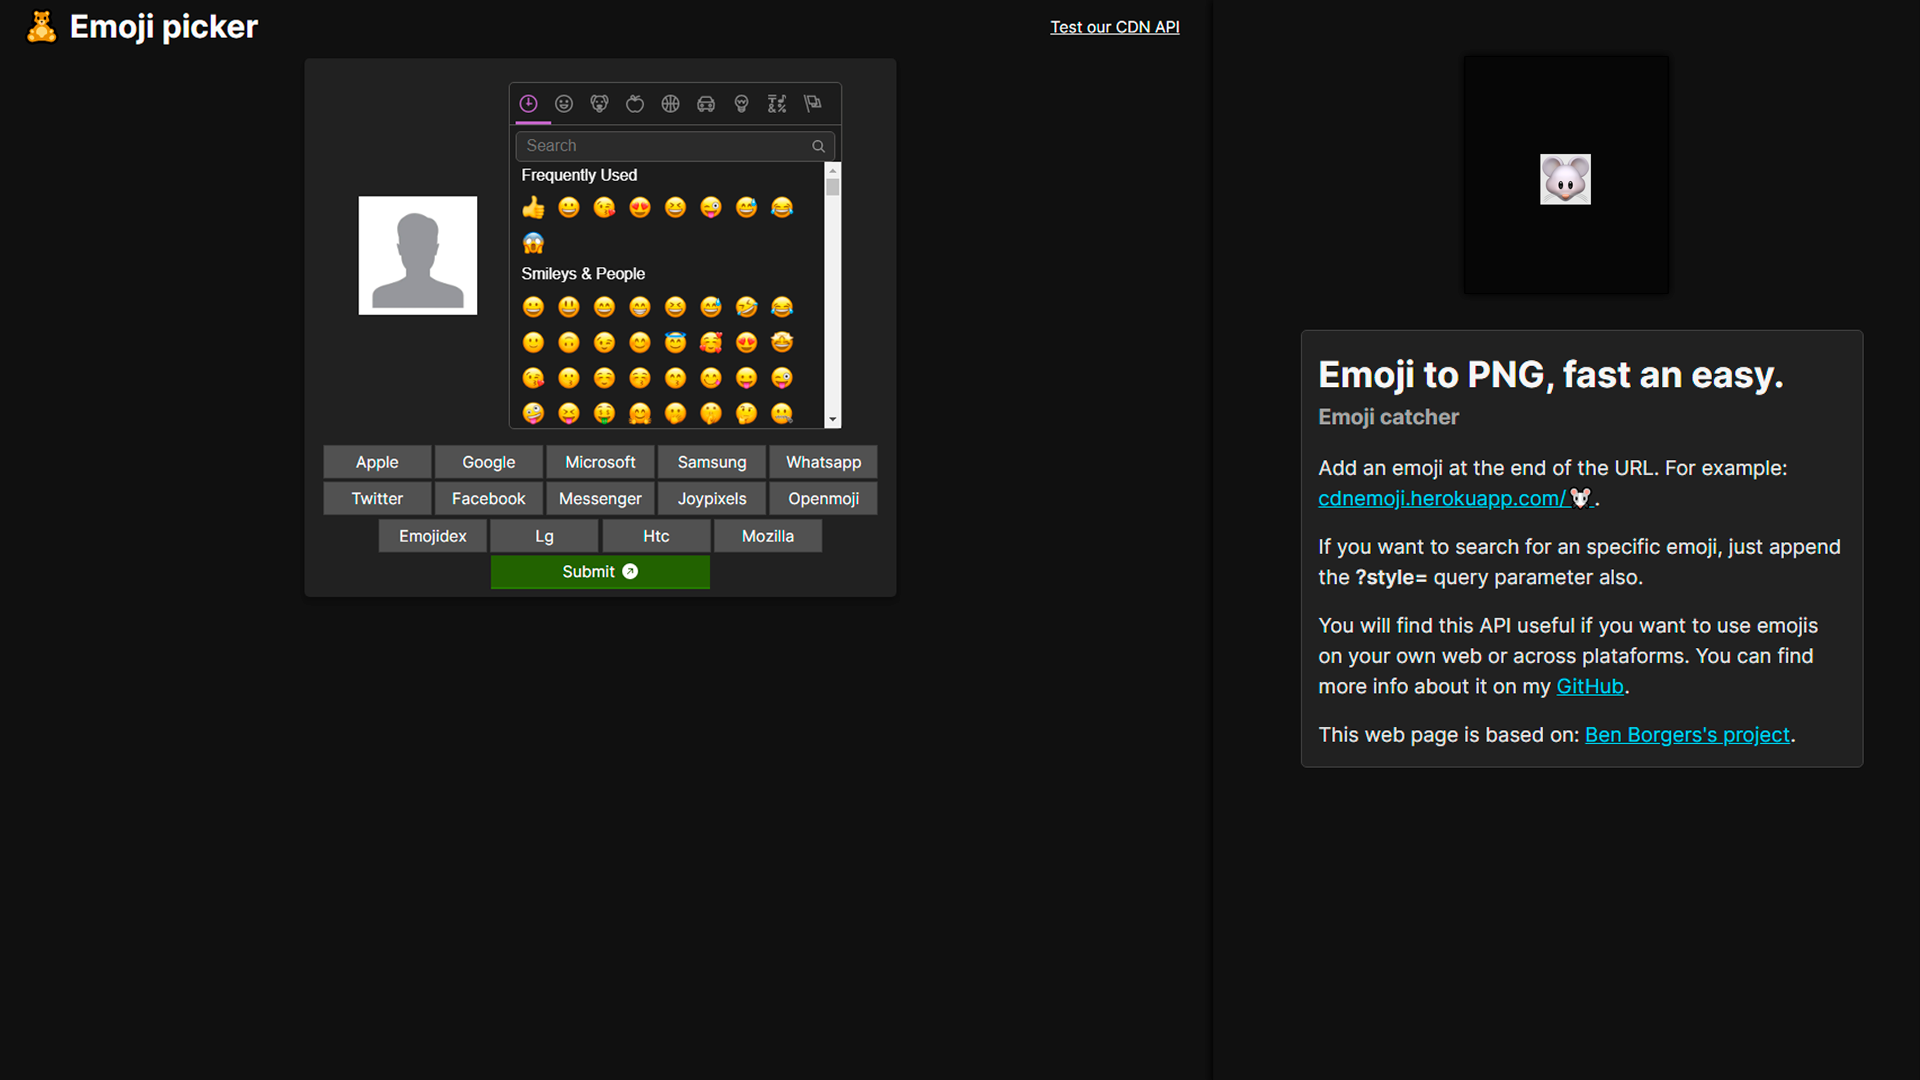 Emoji picker
Test our CDN API
Search
Frequently Used
Smileys & People
Apple
Google
Microsoft
Samsung
Whatsapp
Twitter
Facebook
Messenger
Joypixels
Openmoji
Emojidex
Lg
Htc
Mozilla
Submit
Emoji to PNG, fast an easy.
Emoji catcher
Add an emoji at the end of the URL. For example:
cdnemoji.herokuapp.com/🐭.
If you want to search for an specific emoji, just append
the ?style= query parameter also.
You will find this API useful if you want to use emojis
on your own web or across plataforms. You can find
more info about it on my GitHub.
This web page is based on: Ben Borgers's project.